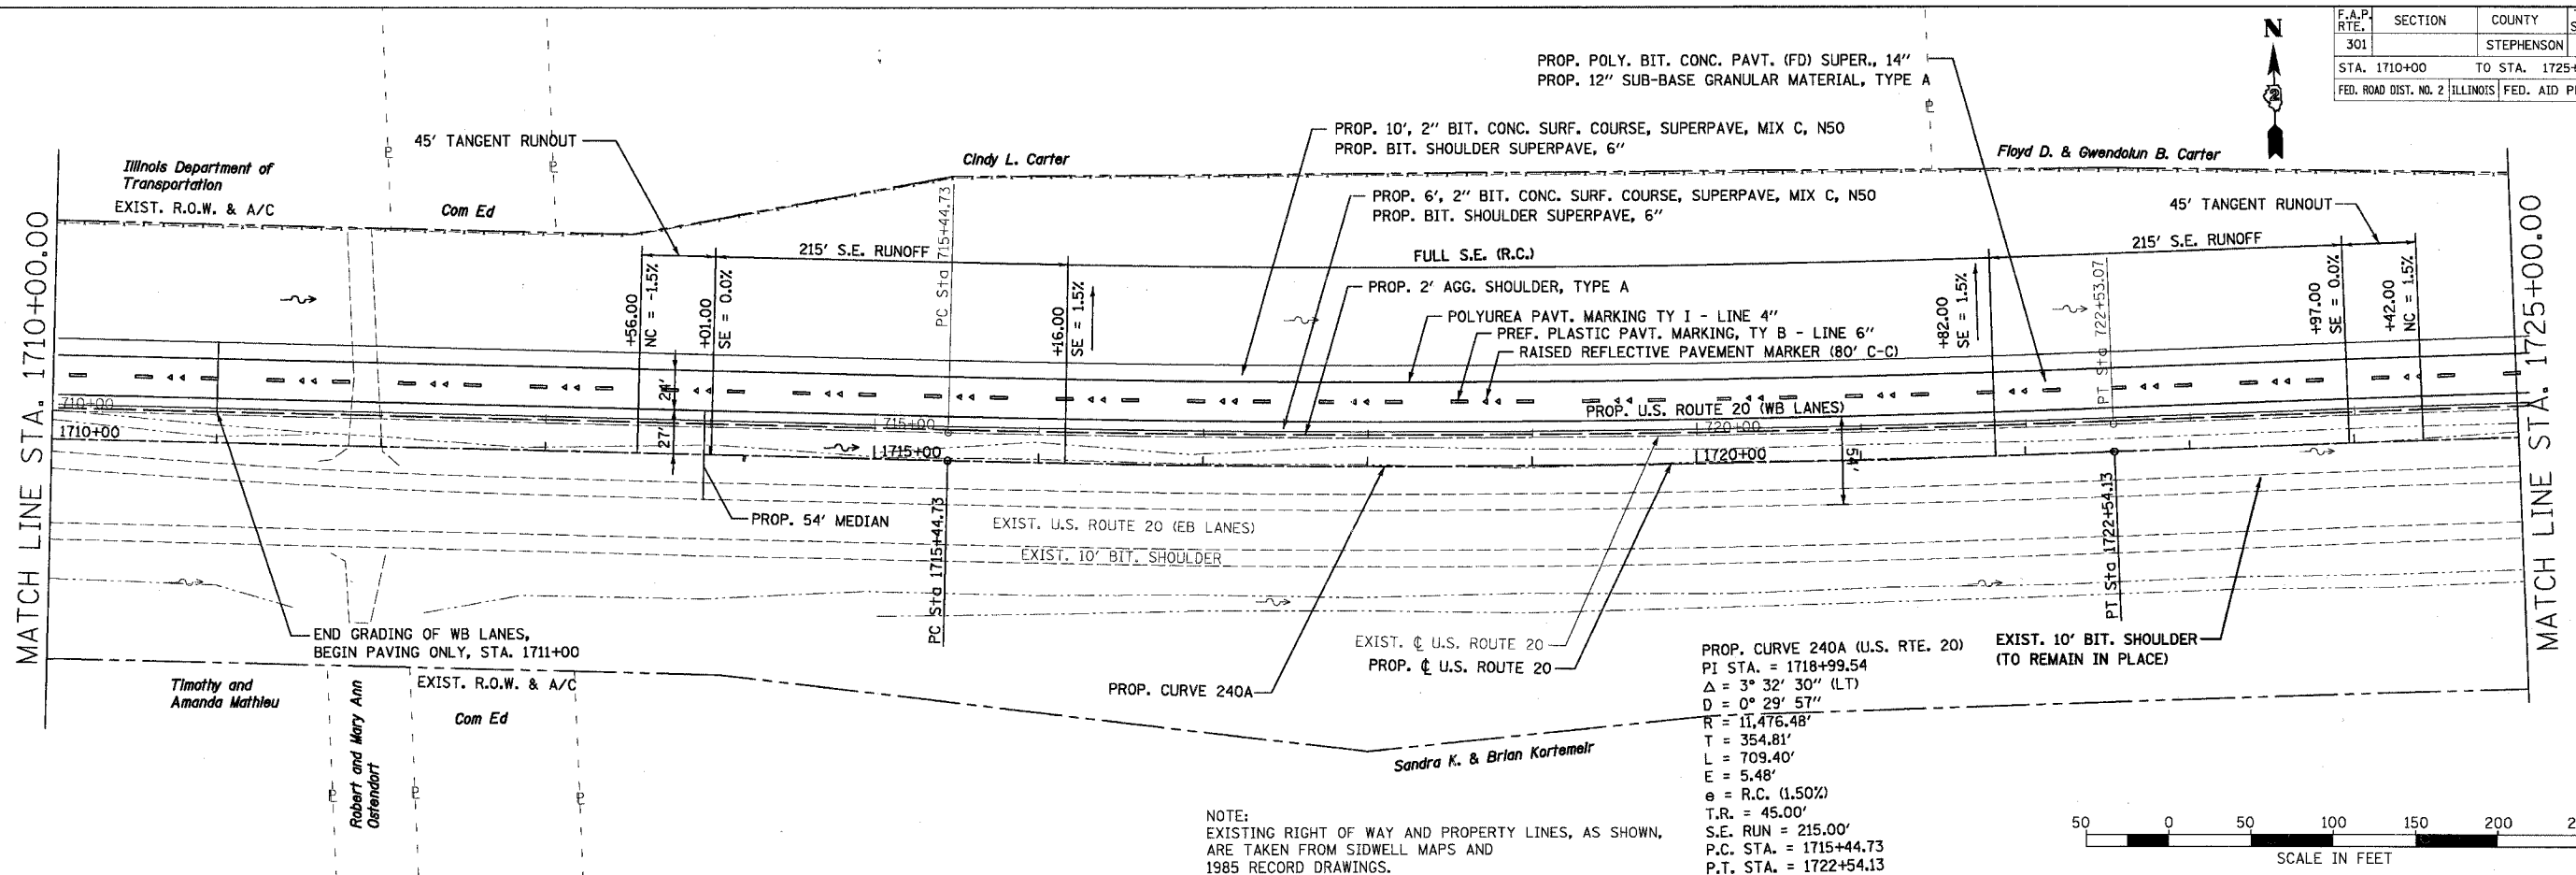 F.A.P. RTE. SECTION COUNTY
301 STEPHENSON
STA. 1710+00 TO STA. 1725+
FED. ROAD DIST. NO. 2 ILLINOIS FED. AID
N
2
PROP. POLY. BIT. CONC. PAVT. (FD) SUPER., 14"
PROP. 12" SUB-BASE GRANULAR MATERIAL, TYPE A
45' TANGENT RUNOUT
PROP. 10', 2" BIT. CONC. SURF. COURSE, SUPERPAVE, MIX C, N50
PROP. BIT. SHOULDER SUPERPAVE, 6"
Illinois Department of
Transportation
EXIST. R.O.W. & A/C
Com Ed
Cindy L. Carter
Floyd D. & Gwendolun B. Carter
PROP. 6', 2" BIT. CONC. SURF. COURSE, SUPERPAVE, MIX C, N50
PROP. BIT. SHOULDER SUPERPAVE, 6"
45' TANGENT RUNOUT
215' S.E. RUNOFF
FULL S.E. (R.C.)
215' S.E. RUNOFF
MATCH LINE STA. 1710+00.00
+56.00
NC = -1.5%
+01.00
SE = 0.0%
PC Sta 715+44.73
+16.00
SE = 1.5%
PROP. 2' AGG. SHOULDER, TYPE A
POLYUREA PAVT. MARKING TY I - LINE 4"
PREF. PLASTIC PAVT. MARKING, TY B - LINE 6"
RAISED REFLECTIVE PAVEMENT MARKER (80' C-C)
+82.00
SE = 1.5%
PT Sta 722+53.07
+97.00
SE = 0.0%
+42.00
NC = 1.5%
MATCH LINE STA. 1725+00.00
24'
27'
710+00
1710+00
715+00
1715+00
PROP. U.S. ROUTE 20 (WB LANES)
720+00
1720+00
54'
PROP. 54' MEDIAN
PC Sta 1715+44.73
EXIST. U.S. ROUTE 20 (EB LANES)
EXIST. 10' BIT. SHOULDER
PT Sta 1722+54.13
END GRADING OF WB LANES,
BEGIN PAVING ONLY, STA. 1711+00
EXIST. ℄ U.S. ROUTE 20
PROP. ℄ U.S. ROUTE 20
PROP. CURVE 240A
EXIST. 10' BIT. SHOULDER
(TO REMAIN IN PLACE)
Timothy and
Amanda Mathieu
Robert and Mary Ann
Ostendorf
EXIST. R.O.W. & A/C
Com Ed
Sandra K. & Brian Kortemeir
PROP. CURVE 240A (U.S. RTE. 20)
PI STA. = 1718+99.54
Δ = 3° 32' 30" (LT)
D = 0° 29' 57"
R = 11,476.48'
T = 354.81'
L = 709.40'
E = 5.48'
e = R.C. (1.50%)
T.R. = 45.00'
S.E. RUN = 215.00'
P.C. STA. = 1715+44.73
P.T. STA. = 1722+54.13
NOTE:
EXISTING RIGHT OF WAY AND PROPERTY LINES, AS SHOWN,
ARE TAKEN FROM SIDWELL MAPS AND
1985 RECORD DRAWINGS.
50 0 50 100 150 200
SCALE IN FEET